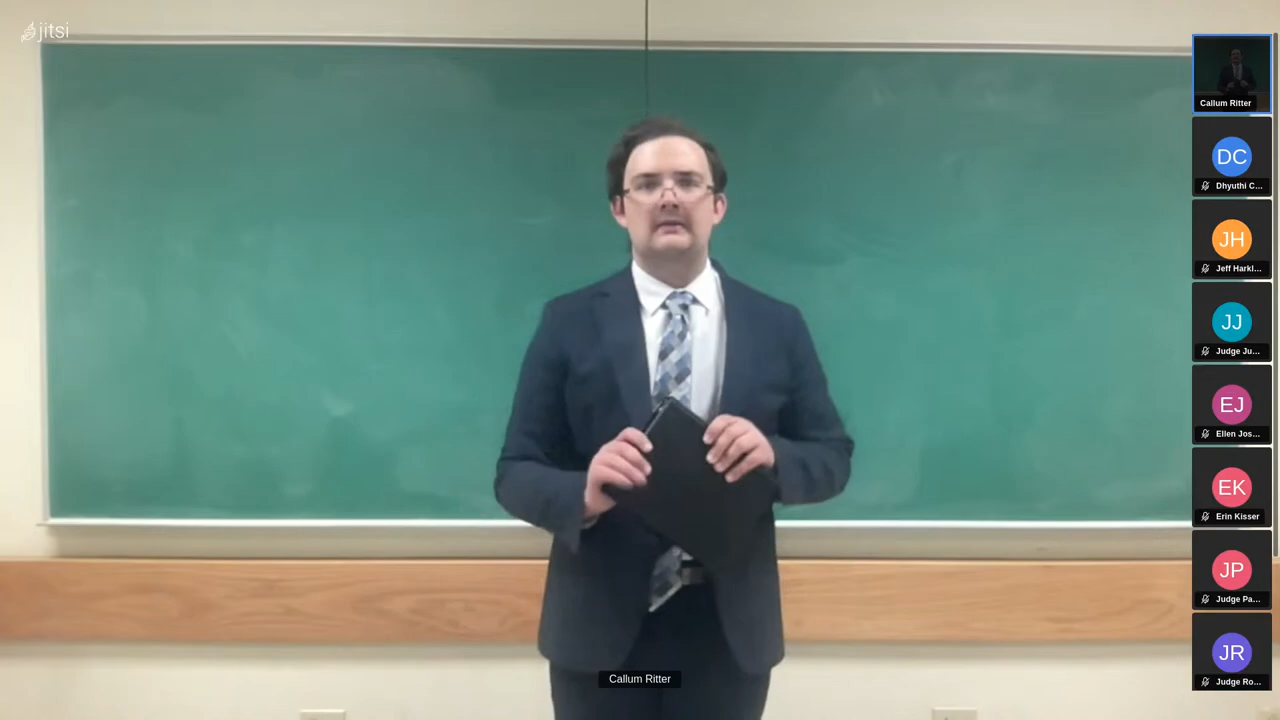 jitsi
Callum Ritter
DC
Dhyuthi C...
JH
Jeff Harkl...
JJ
Judge Ju...
EJ
Ellen Jos...
EK
Erin Kisser
JP
Judge Pa...
JR
Judge Ro...
Callum Ritter